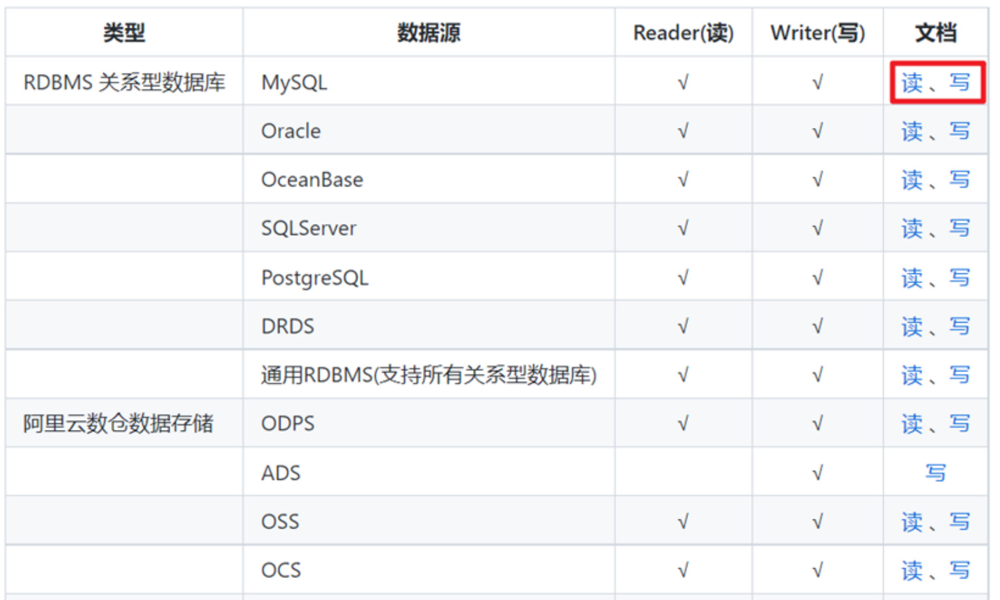 类型 数据源 Reader(读) Writer(写) 文档
RDBMS 关系型数据库 MySQL √ √ 读 、写
Oracle √ √ 读 、写
OceanBase √ √ 读 、写
SQLServer √ √ 读 、写
PostgreSQL √ √ 读 、写
DRDS √ √ 读 、写
通用RDBMS(支持所有关系型数据库) √ √ 读 、写
阿里云数仓数据存储 ODPS √ √ 读 、写
ADS √ 写
OSS √ √ 读 、写
OCS √ √ 读 、写